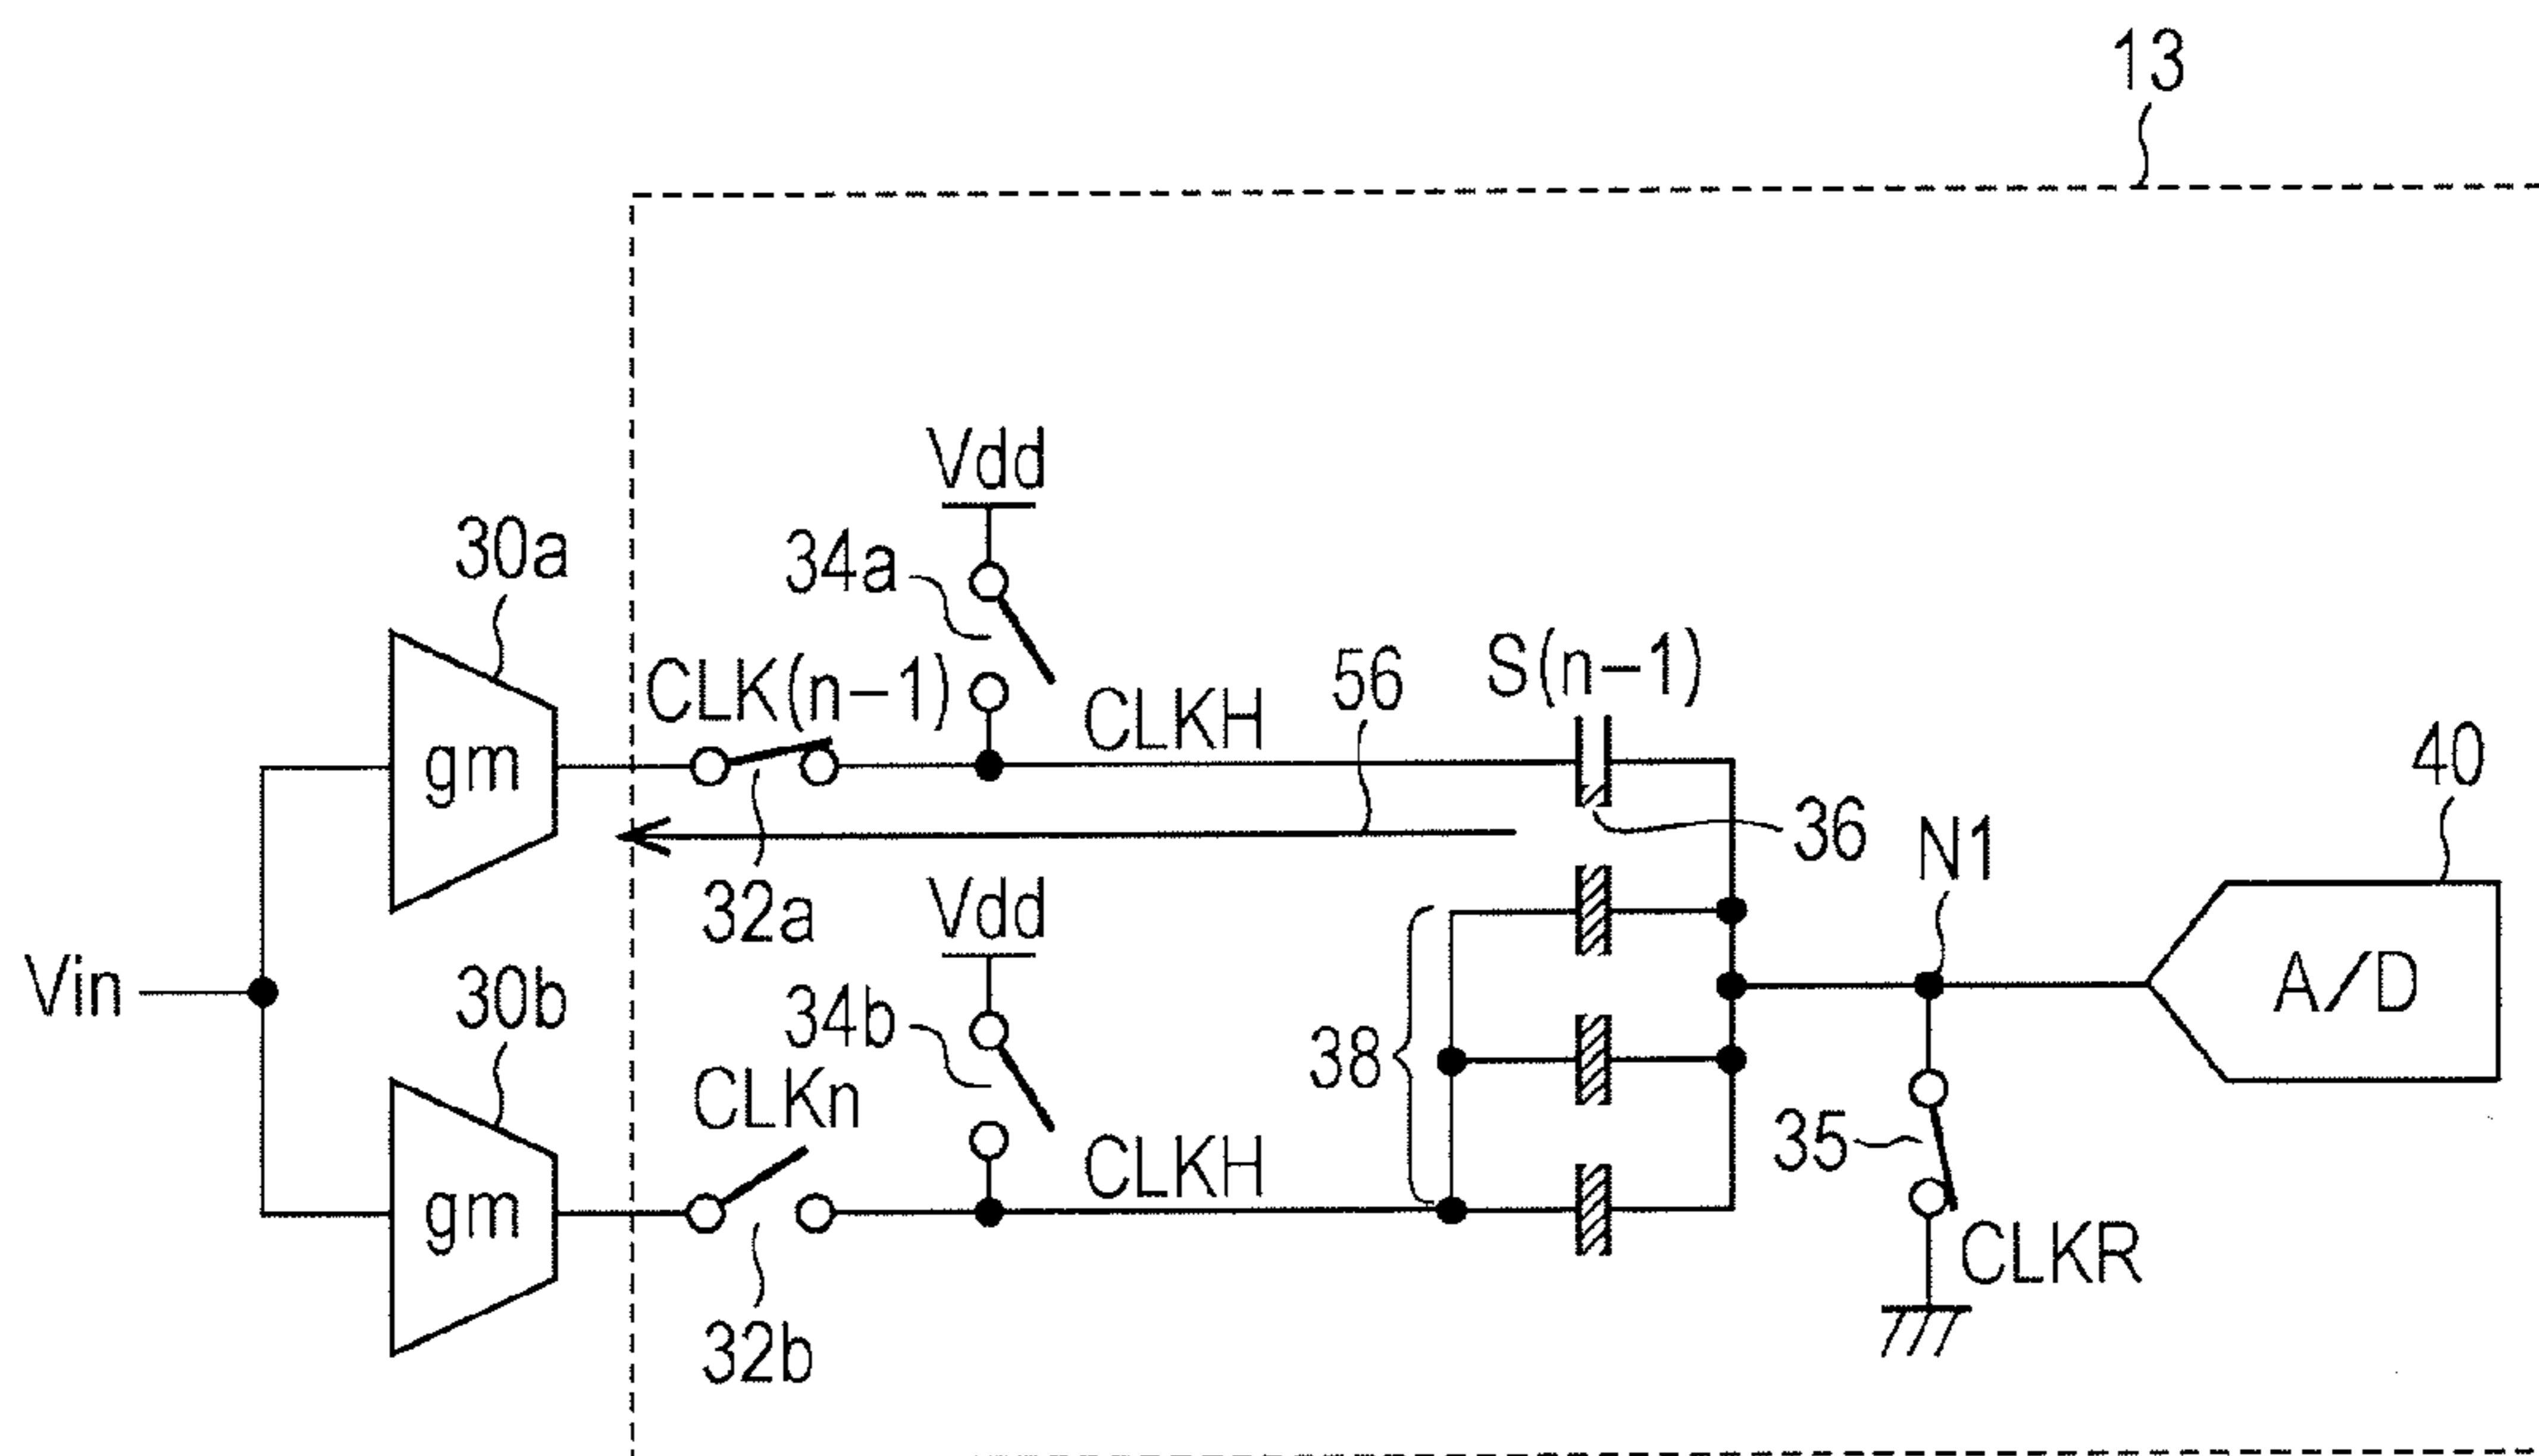 13
Vdd
30a
34a
S(n-1)
CLK(n-1)
56
CLKH
gm
40
36
N1
32a
Vdd
Vin
30b
34b
A/D
38
CLKn
35
CLKH
gm
CLKR
32b